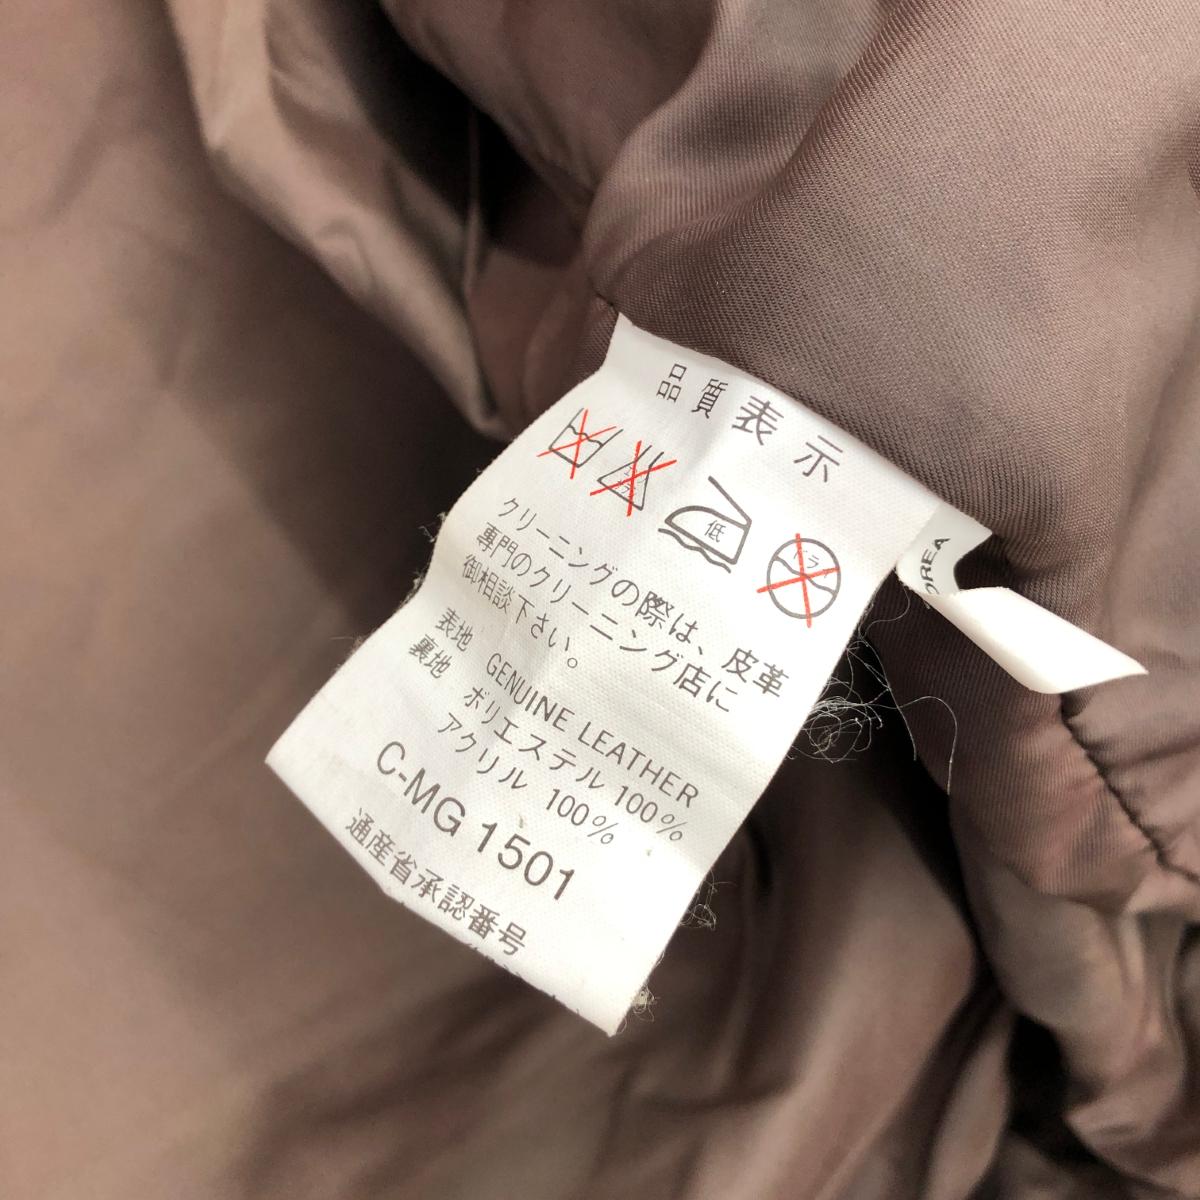 品質表示
低
ドライ
クリーニングの際は、皮革
専門のクリーニング店に
御相談下さい。
表地 GENUINE LEATHER
裏地 ポリエステル 100%
アクリル 100%
C-MG 1501
通産省承認番号
OREA